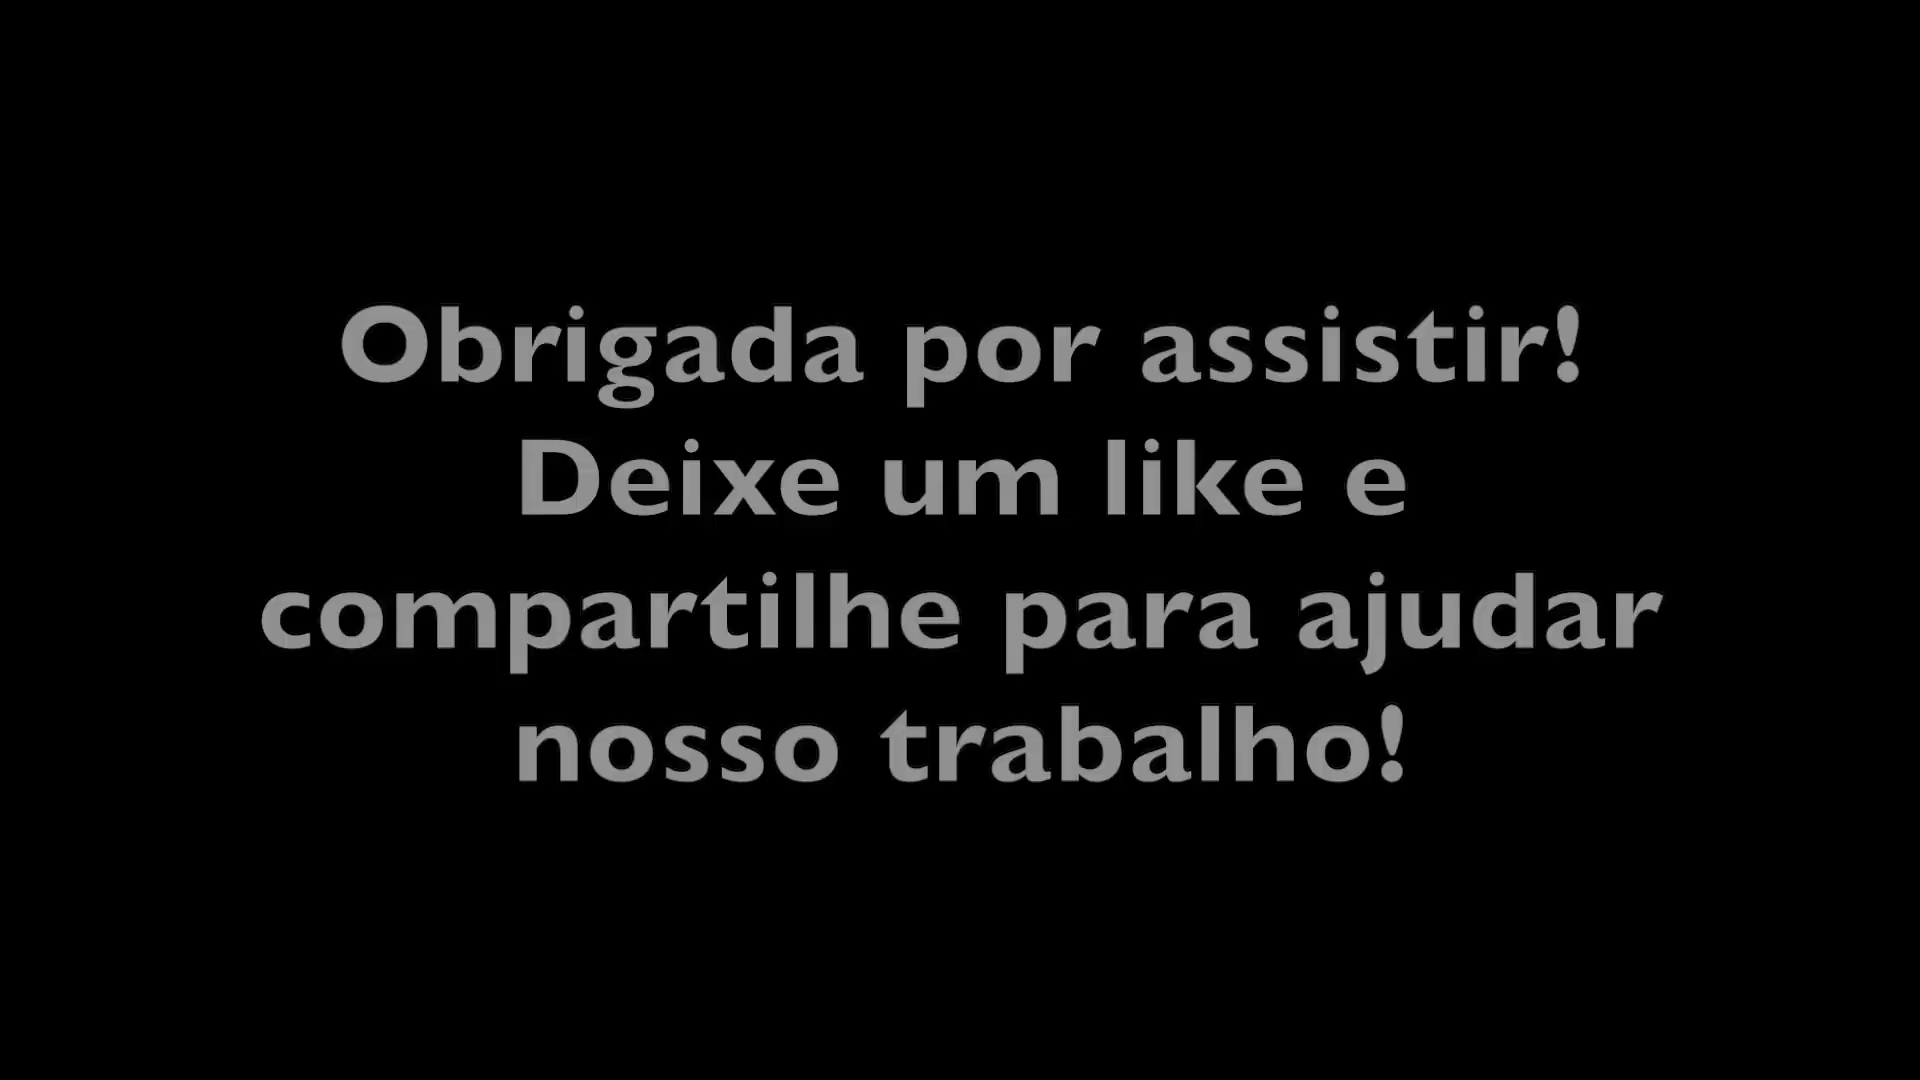 Obrigada por assistir!
Deixe um like e
compartilhe para ajudar
nosso trabalho!